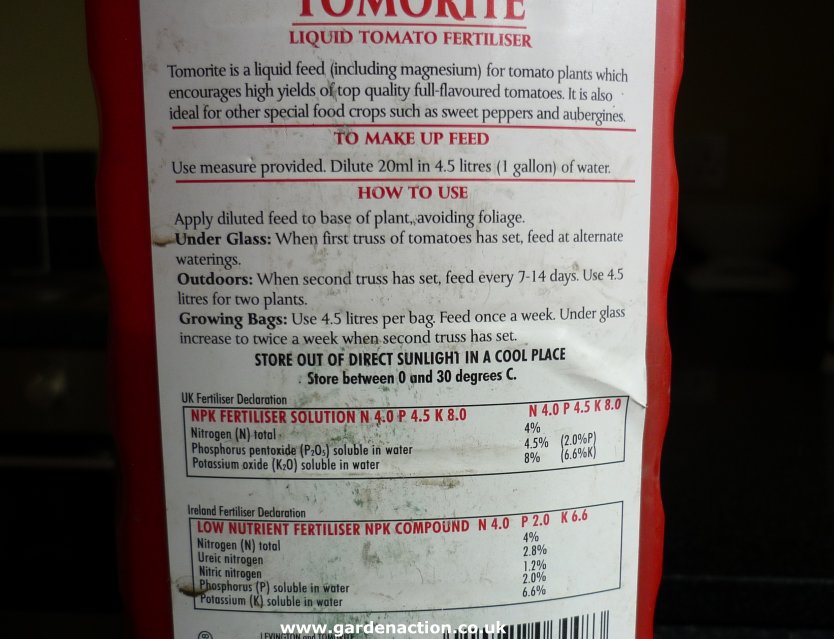 TOMORITE
LIQUID TOMATO FERTILISER
Tomorite is a liquid feed (including magnesium) for tomato plants which
encourages high yields of top quality full-flavoured tomatoes. It is also
ideal for other special food crops such as sweet peppers and aubergines.
TO MAKE UP FEED
Use measure provided. Dilute 20ml in 4.5 litres (1 gallon) of water.
HOW TO USE
Apply diluted feed to base of plant, avoiding foliage.
Under Glass: When first truss of tomatoes has set, feed at alternate
waterings.
Outdoors: When second truss has set, feed every 7-14 days. Use 4.5
litres for two plants.
Growing Bags: Use 4.5 litres per bag. Feed once a week. Under glass
increase to twice a week when second truss has set.
STORE OUT OF DIRECT SUNLIGHT IN A COOL PLACE
Store between 0 and 30 degrees C.
UK Fertiliser Declaration
NPK FERTILISER SOLUTION N 4.0 P 4.5 K 8.0 N 4.0 P 4.5 K 8.0
Nitrogen (N) total 4%
Phosphorus pentoxide (P₂O₅) soluble in water 4.5% (2.0%P)
Potassium oxide (K₂O) soluble in water 8% (6.6%K)
Ireland Fertiliser Declaration
LOW NUTRIENT FERTILISER NPK COMPOUND N 4.0 P 2.0 K 6.6
Nitrogen (N) total 4%
Ureic nitrogen 2.8%
Nitric nitrogen 1.2%
Phosphorus (P) soluble in water 2.0%
Potassium (K) soluble in water 6.6%
LEVINGTON and
www.gardenaction.co.uk